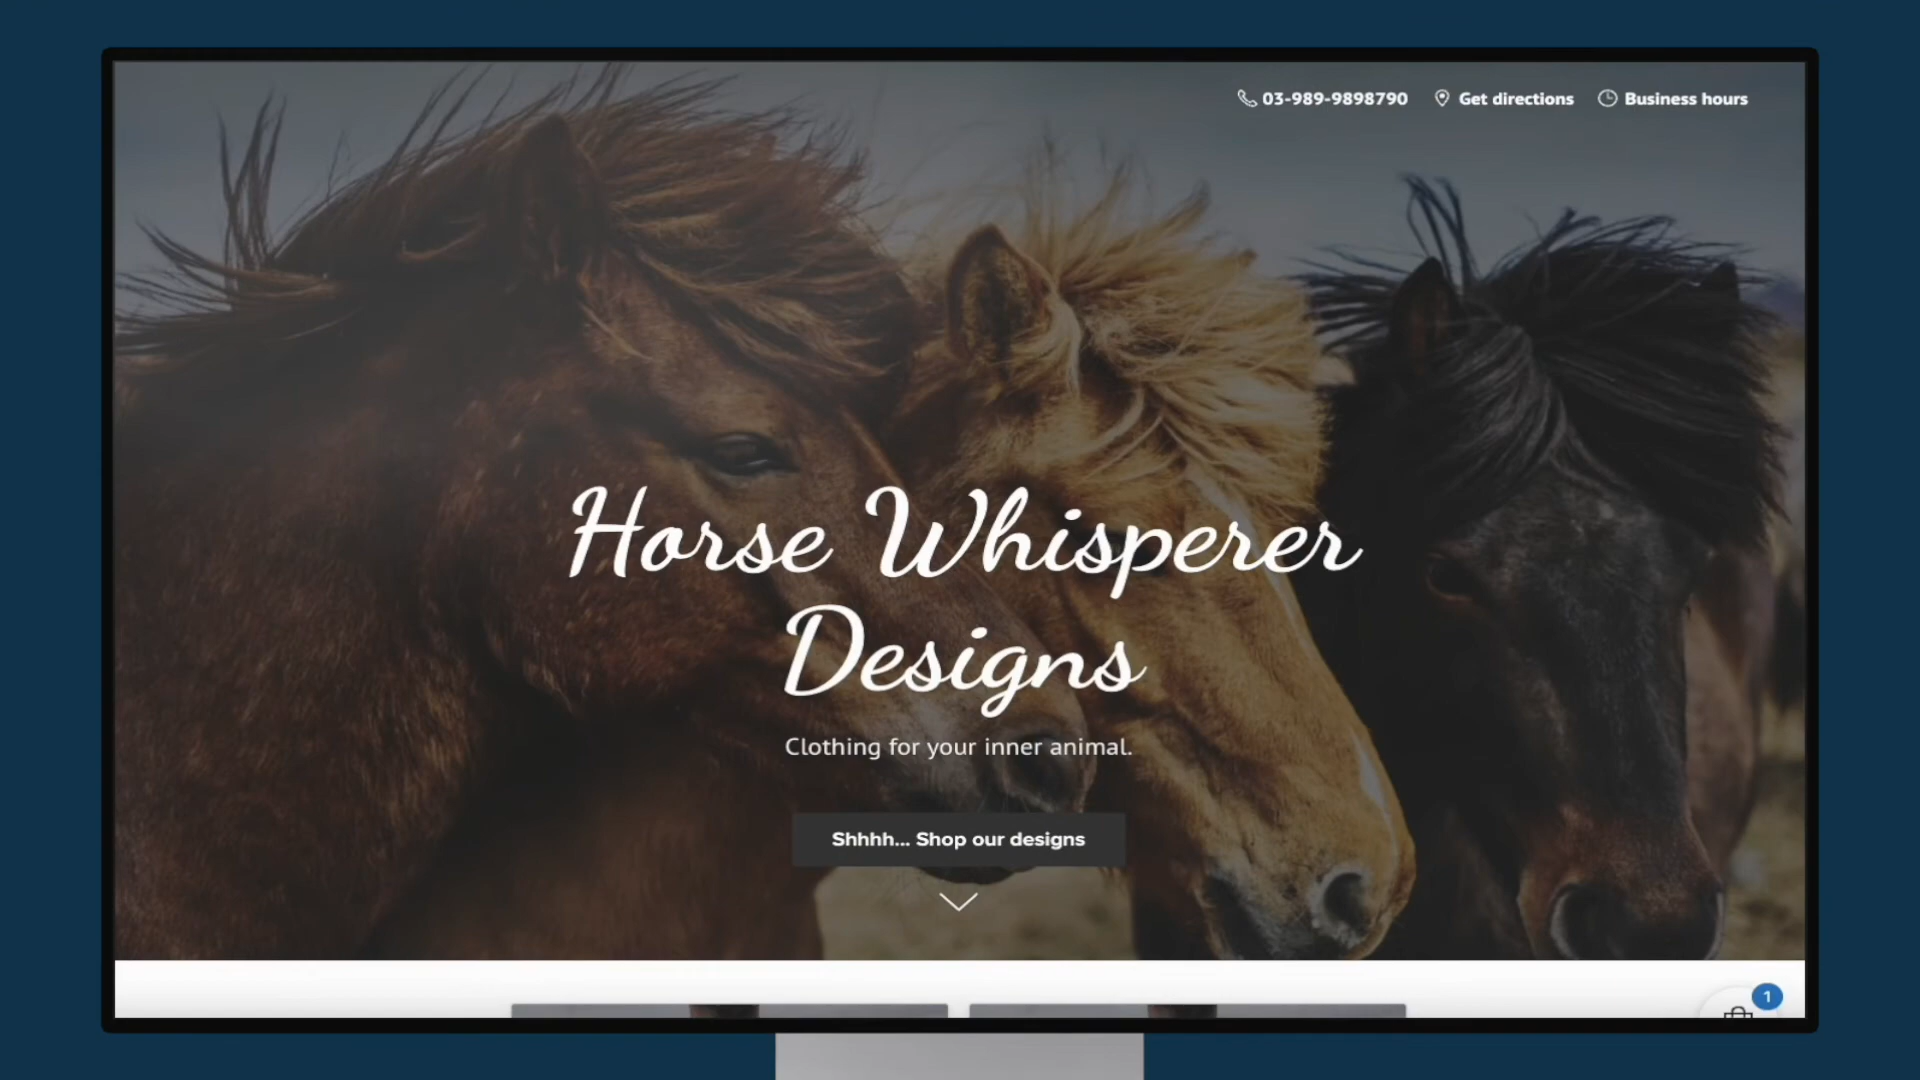 03-989-9898790 Get directions Business hours
Horse Whisperer
Designs
Clothing for your inner animal.
Shhhh... Shop our designs
1